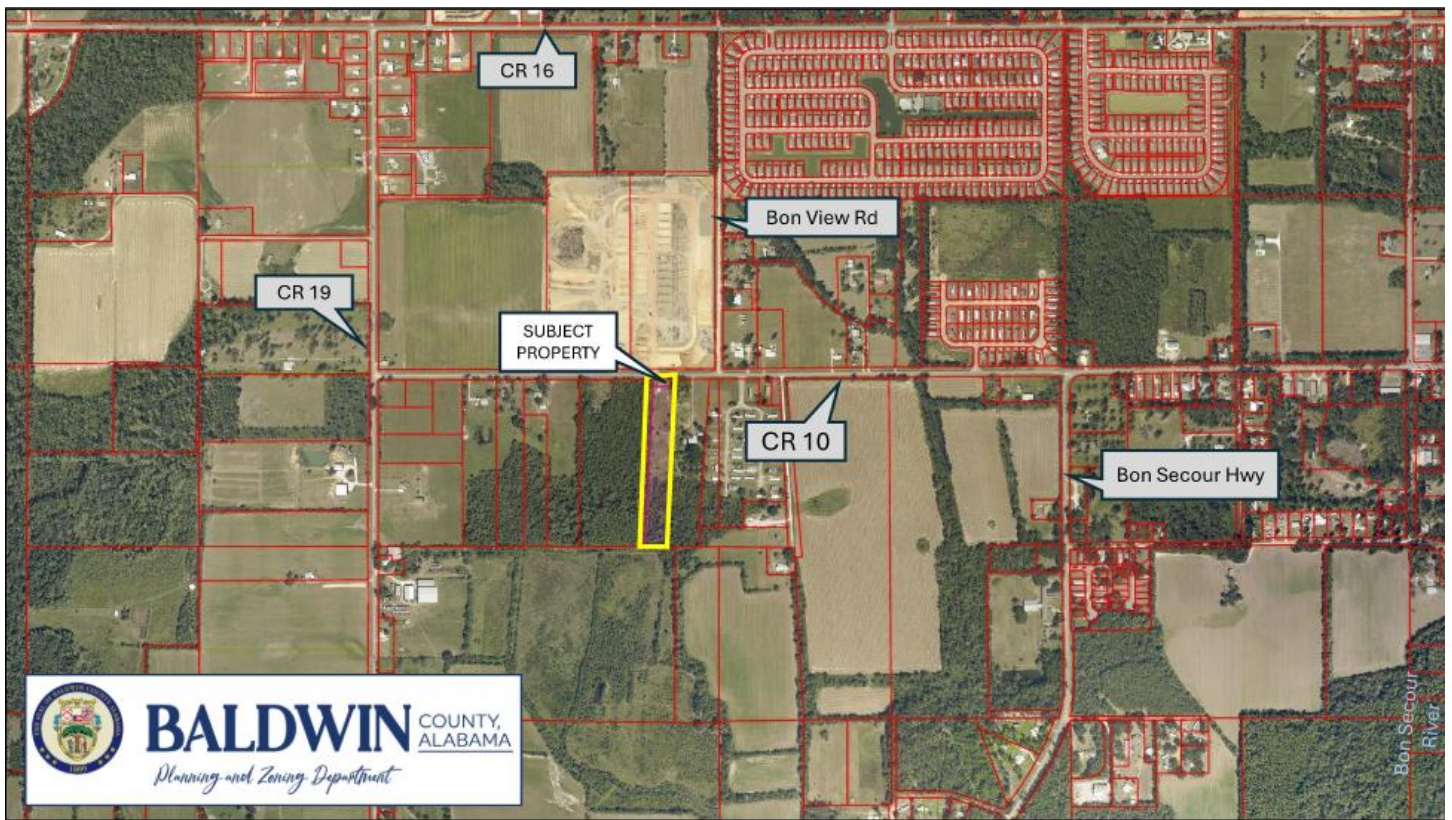 CR 16
Bon View Rd
CR 19
SUBJECT
PROPERTY
CR 10
Bon Secour Hwy
BALDWIN
COUNTY,
ALABAMA
Planning and Zoning Department
1809
Bon Secour
River